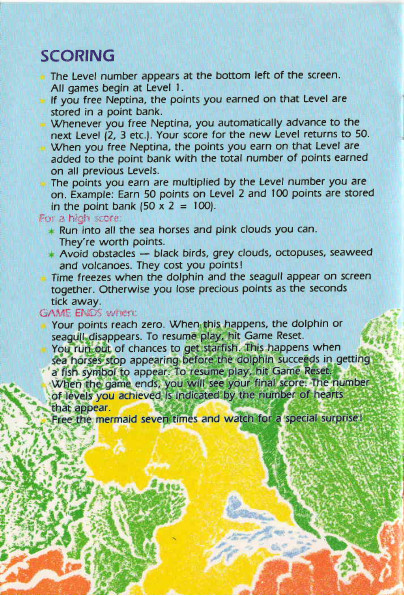 SCORING
The Level number appears at the bottom left of the screen.
All games begin at Level 1.
If you free Neptina, the points you earned on that Level are
stored in a point bank.
Whenever you free Neptina, you automatically advance to the
next Level (2, 3 etc.). Your score for the new Level returns to 50.
When you free Neptina, the points you earn on that Level are
added to the point bank with the total number of points earned
on all previous Levels.
The points you earn are multiplied by the Level number you are
on. Example: Earn 50 points on Level 2 and 100 points are stored
in the point bank (50 x 2 = 100).
For a high score:
* Run into all the sea horses and pink clouds you can.
They're worth points.
* Avoid obstacles — black birds, grey clouds, octopuses, seaweed
and volcanoes. They cost you points!
Time freezes when the dolphin and the seagull appear on screen
together. Otherwise you lose precious points as the seconds
tick away.
GAME ENDS when:
Your points reach zero. When this happens, the dolphin or
seagull disappears. To resume play, hit Game Reset.
You run out of chances to get starfish. This happens when
sea horses stop appearing before the dolphin succeeds in getting
a fish symbol to appear. To resume play, hit Game Reset.
When the game ends, you will see your final score. The number
of levels you achieved is indicated by the number of hearts
that appear.
Free the mermaid seven times and watch for a special surprise!